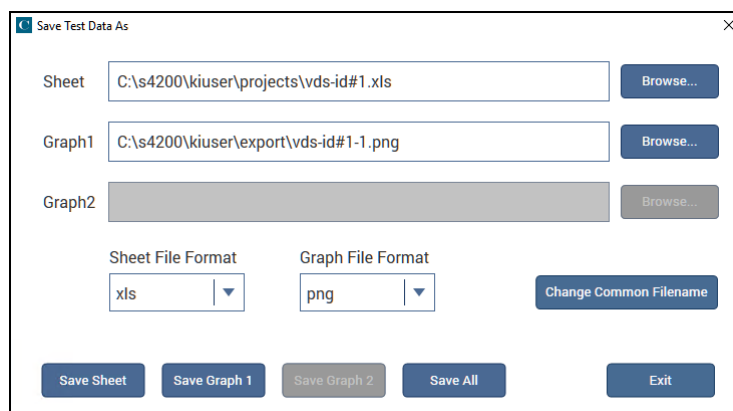 Save Test Data As
Sheet C:\s4200\kiuser\projects\vds-id#1.xls Browse...
Graph1 C:\s4200\kiuser\export\vds-id#1-1.png Browse...
Graph2 Browse...
Sheet File Format Graph File Format
xls png Change Common Filename
Save Sheet Save Graph 1 Save Graph 2 Save All Exit